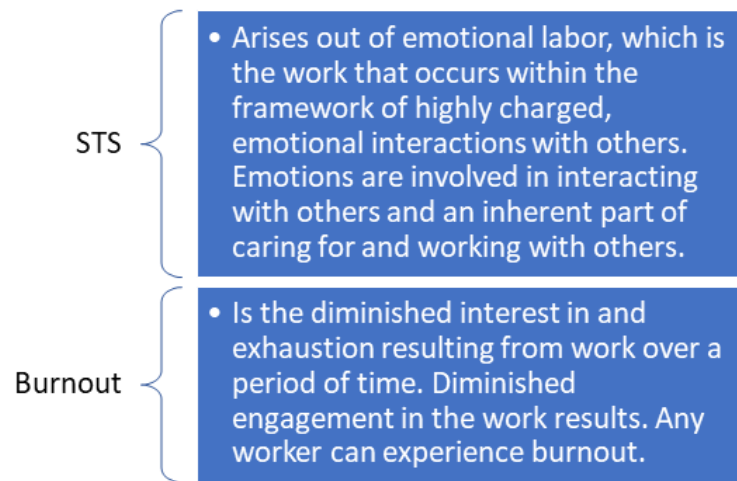 STS
• Arises out of emotional labor, which is
the work that occurs within the
framework of highly charged,
emotional interactions with others.
Emotions are involved in interacting
with others and an inherent part of
caring for and working with others.
Burnout
• Is the diminished interest in and
exhaustion resulting from work over a
period of time. Diminished
engagement in the work results. Any
worker can experience burnout.